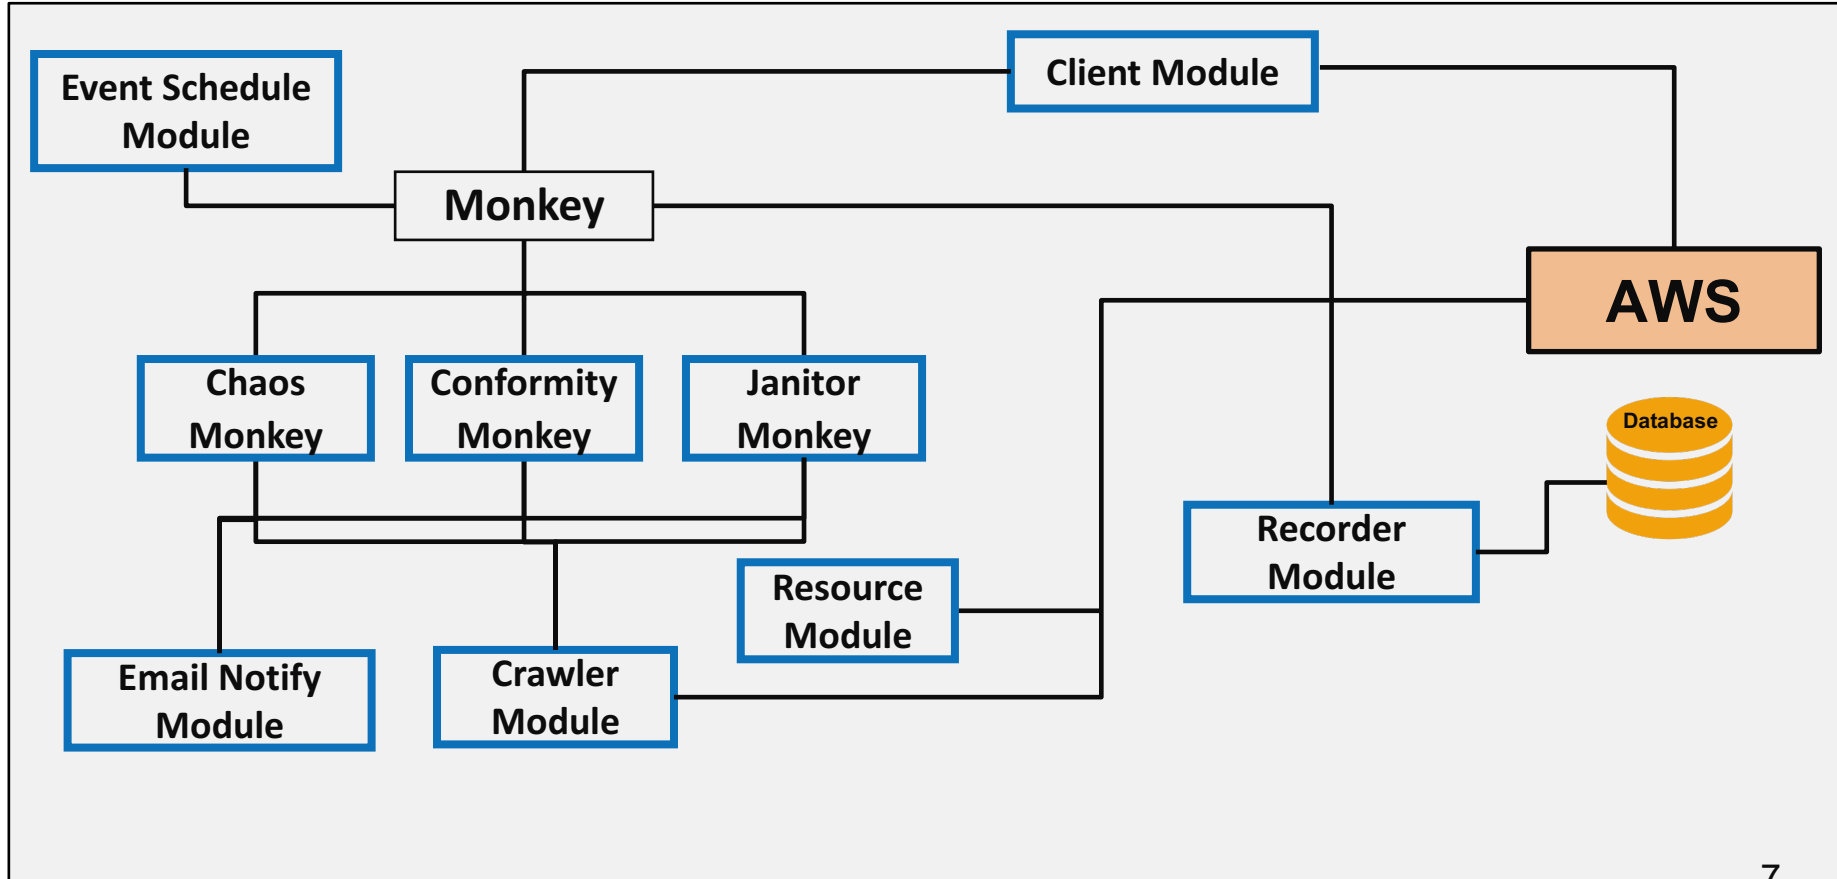 Event Schedule
Module
Client Module
Monkey
AWS
Chaos
Monkey
Conformity
Monkey
Janitor
Monkey
Database
Recorder
Module
Resource
Module
Email Notify
Module
Crawler
Module
7